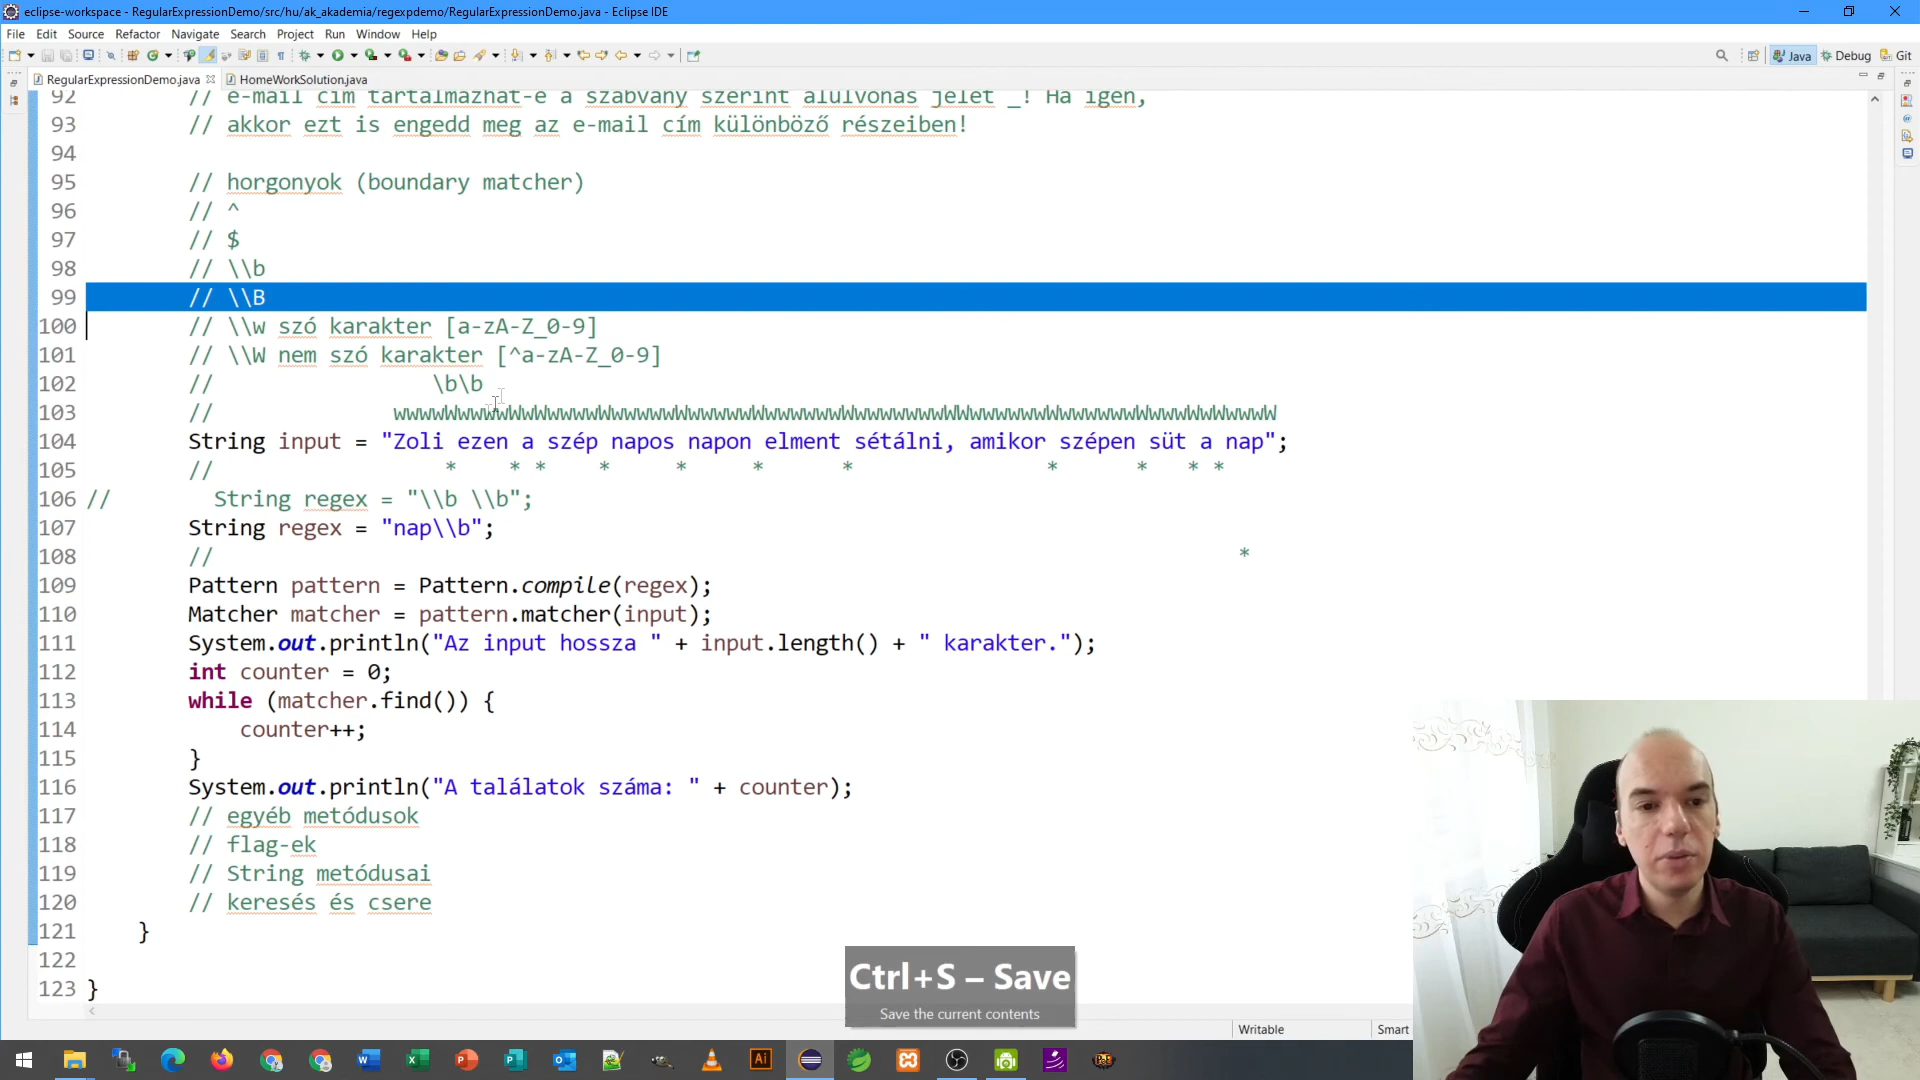 eclipse-workspace - RegularExpressionDemo/src/hu/ak_akademia/regexpdemo/RegularExpressionDemo.java - Eclipse IDE
File Edit Source Refactor Navigate Search Project Run Window Help
Java Debug Git
RegularExpressionDemo.java HomeWorkSolution.java
92 // e-mail cím tartalmazhat-e a szabvány szerint alulvonás jelet _! Ha igen,
93 // akkor ezt is engedd meg az e-mail cím különböző részeiben!
94
95 // horgonyok (boundary matcher)
96 // ^
97 // $
98 // \\b
99 // \\B
100 // \\w szó karakter [a-zA-Z_0-9]
101 // \\W nem szó karakter [^a-zA-Z_0-9]
102 // \b\b
103 //
104 String input = "Zoli ezen a szép napos napon elment sétálni, amikor szépen süt a nap";
105 // * * * * * * * * * * *
106 // String regex = "\\b \\b";
107 String regex = "nap\\b";
108 // *
109 Pattern pattern = Pattern.compile(regex);
110 Matcher matcher = pattern.matcher(input);
111 System.out.println("Az input hossza " + input.length() + " karakter.");
112 int counter = 0;
113 while (matcher.find()) {
114 counter++;
115 }
116 System.out.println("A találatok száma: " + counter);
117 // egyéb metódusok
118 // flag-ek
119 // String metódusai
120 // keresés és csere
121 }
122
123 }
Ctrl+S – Save
Save the current contents
Writable Smart